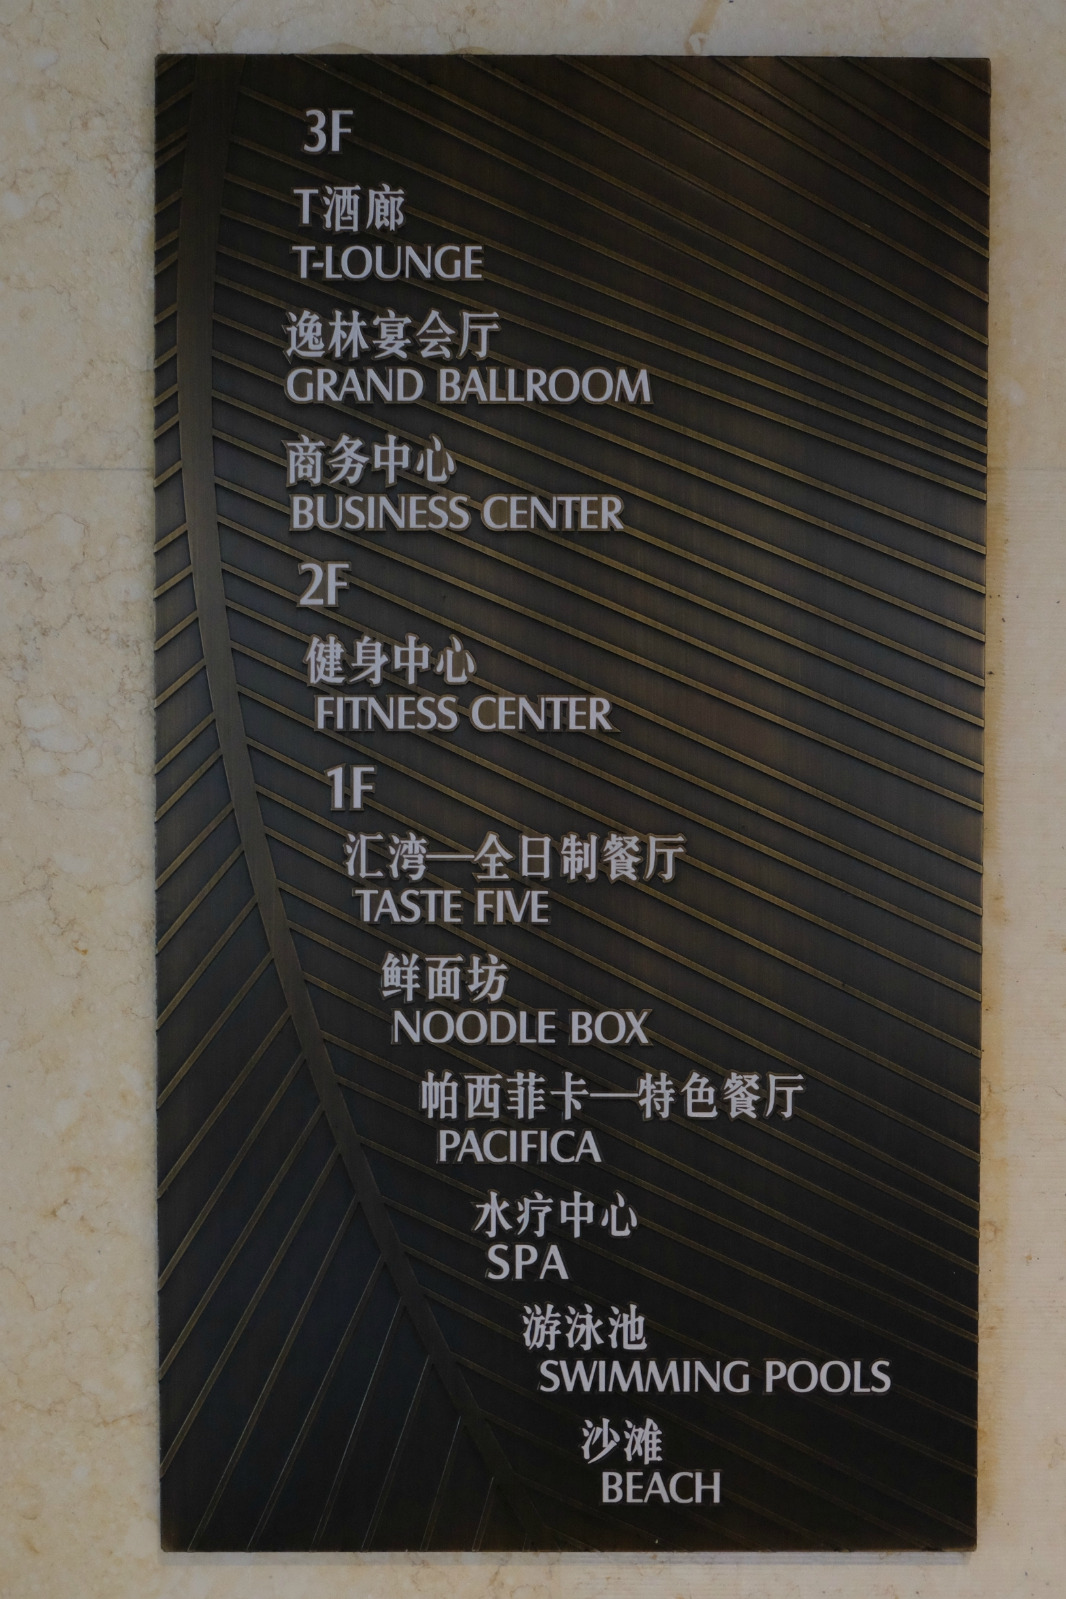 3F
T酒廊
T-LOUNGE
逸林宴会厅
GRAND BALLROOM
商务中心
BUSINESS CENTER
2F
健身中心
FITNESS CENTER
1F
汇湾—全日制餐厅
TASTE FIVE
鲜面坊
NOODLE BOX
帕西菲卡—特色餐厅
PACIFICA
水疗中心
SPA
游泳池
SWIMMING POOLS
沙滩
BEACH